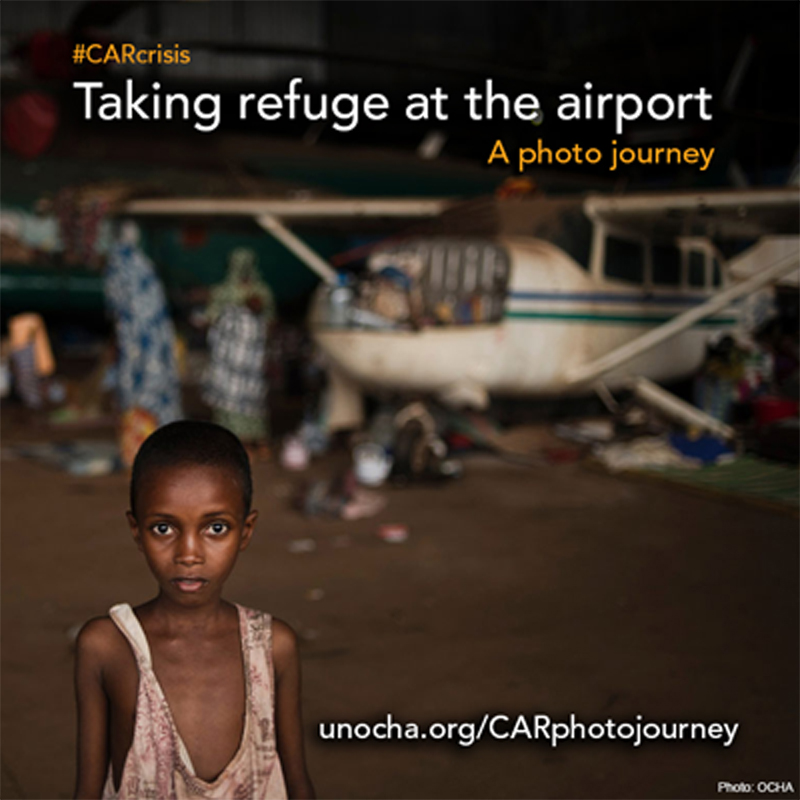 #CARcrisis
Taking refuge at the airport
A photo journey
unocha.org/CARphotojourney
Photo: OCHA